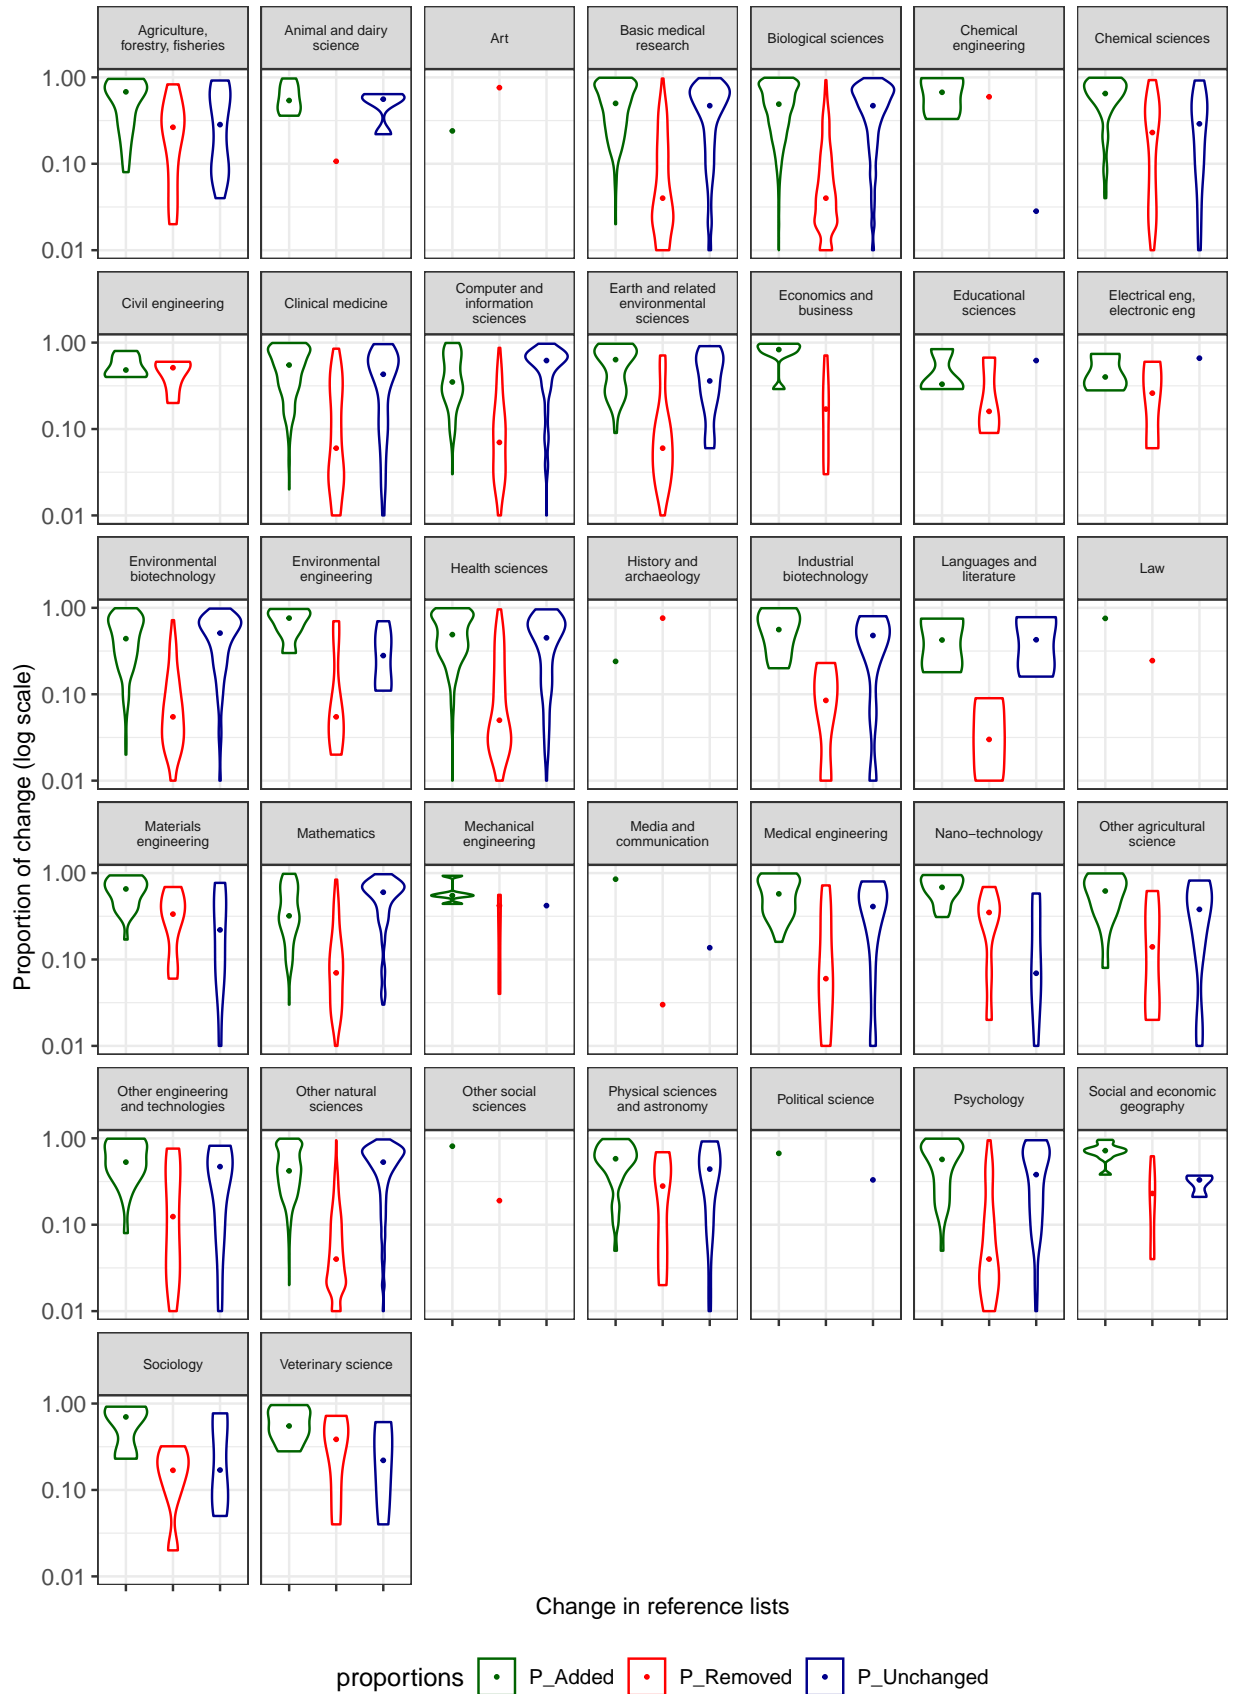 Agriculture,
forestry, fisheries
Animal and dairy
science
Art
Basic medical
research
Biological sciences
Chemical
engineering
Chemical sciences
1.00
0.10
0.01
Civil engineering
Clinical medicine
Computer and
information
sciences
Earth and related
environmental
sciences
Economics and
business
Educational
sciences
Electrical eng,
electronic eng
1.00
0.10
0.01
Environmental
biotechnology
Environmental
engineering
Health sciences
History and
archaeology
Industrial
biotechnology
Languages and
literature
Law
1.00
0.10
0.01
Proportion of change (log scale)
Materials
engineering
Mathematics
Mechanical
engineering
Media and
communication
Medical engineering
Nano−technology
Other agricultural
science
1.00
0.10
0.01
Other engineering
and technologies
Other natural
sciences
Other social
sciences
Physical sciences
and astronomy
Political science
Psychology
Social and economic
geography
1.00
0.10
0.01
Sociology
Veterinary science
1.00
0.10
0.01
Change in reference lists
proportions P_Added P_Removed P_Unchanged